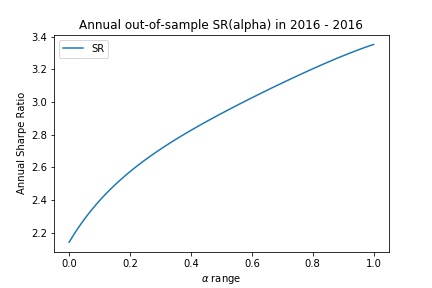 Annual out-of-sample SR(alpha) in 2016 - 2016
SR
Annual Sharpe Ratio
3.4
3.2
3.0
2.8
2.6
2.4
2.2
0.0 0.2 0.4 0.6 0.8 1.0
α range